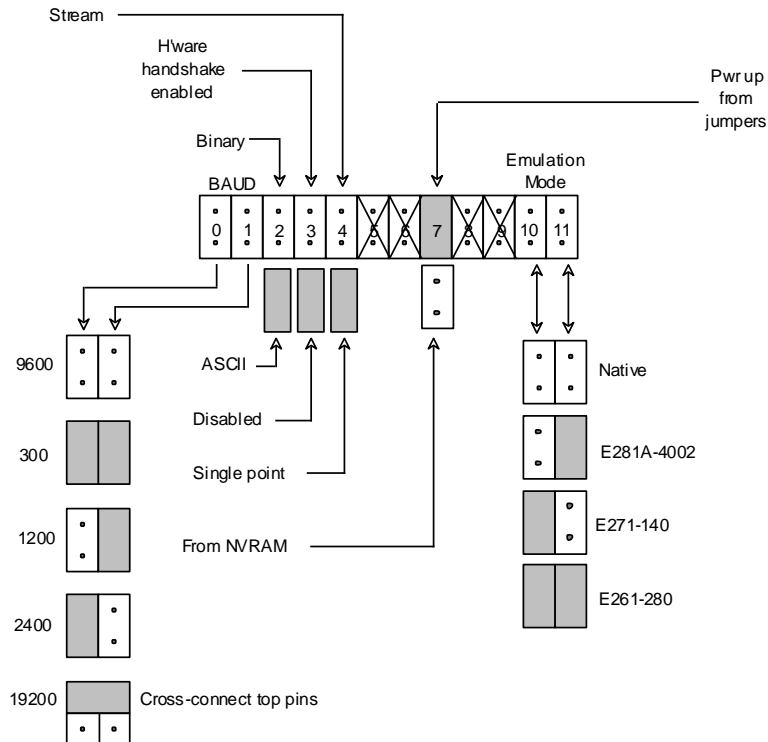 Stream
H'ware
handshake
enabled
Pwr up
from
jumpers
Binary
Emulation
Mode
BAUD
0 1 2 3 4 5 6 7 8 9 10 11
9600
ASCII
Native
Disabled
300
E281A-4002
Single point
1200
From NVRAM
E271-140
2400
E261-280
19200
Cross-connect top pins